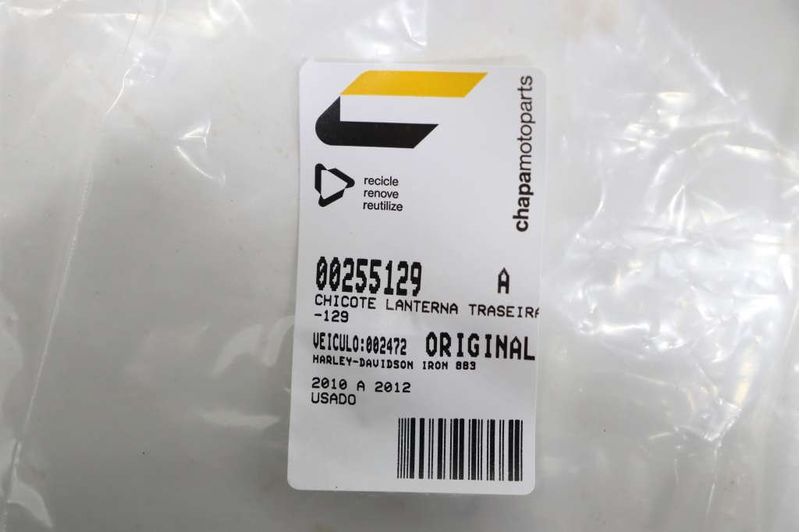 chapamotoparts
recicle
renove
reutilize
00255129 A
CHICOTE LANTERNA TRASEIRA
-129
VEICULO:002472 ORIGINAL
HARLEY-DAVIDSON IRON 883
2010 A 2012
USADO